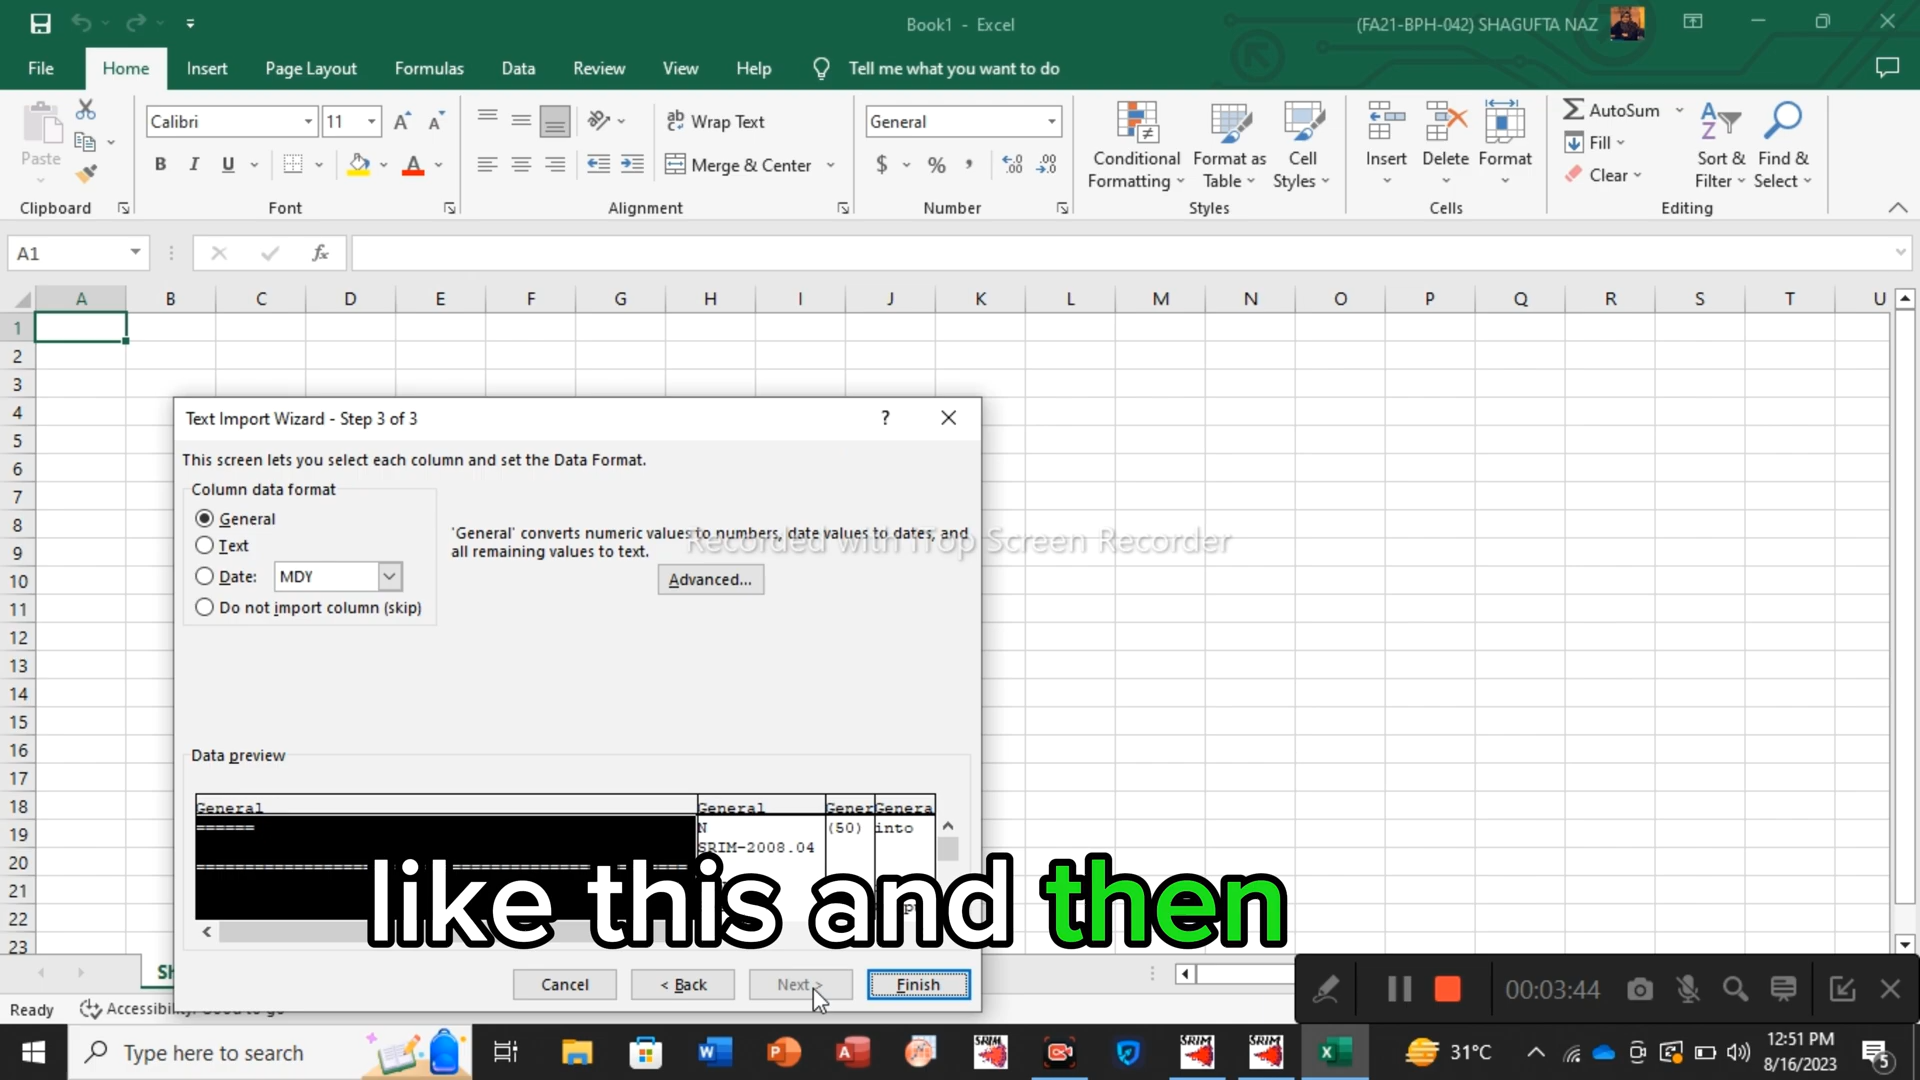 Book1 - Excel
(FA21-BPH-042) SHAGUFTA NAZ
File Home Insert Page Layout Formulas Data Review View Help Tell me what you want to do
Paste
Clipboard
Calibri 11
B I U
Font
Wrap Text
Merge & Center
Alignment
General
$ % ,
Number
Conditional Formatting
Format as Table
Cell Styles
Styles
Insert
Delete
Format
Cells
AutoSum
Fill
Clear
Sort & Filter
Find & Select
Editing
A1
fx
A B C D E F G H I J K L M N O P Q R S T U
1
2
3
4
5
6
7
8
9
10
11
12
13
14
15
16
17
18
19
20
21
22
23
Text Import Wizard - Step 3 of 3
? 
This screen lets you select each column and set the Data Format.
Column data format
General
Text
Date: MDY
Do not import column (skip)
'General' converts numeric values to numbers, date values to dates, and
all remaining values to text.
Recorded with iTop Screen Recorder
Advanced...
Data preview
General General Gener Genera
====== N (50) into
SRIM-2008.04
like this and then
Cancel < Back Next > Finish
00:03:44
Ready
Type here to search
SRIM
SRIM
SRIM
31°C
12:51 PM
8/16/2023
5